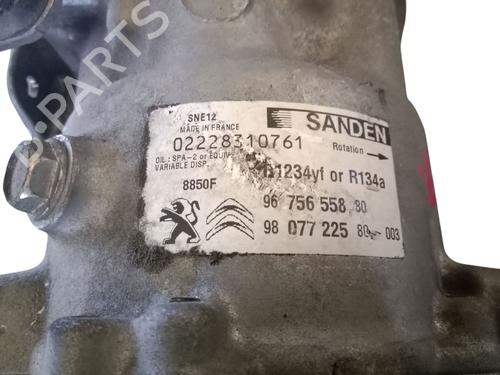 SNE12
MADE IN FRANCE
SANDEN
02228310761
Rotation
OIL : SPA-2 or EQUIV
VARIABLE DISP.
R1234yf or R134a
8850F
96 756 558 80
98 077 225 80 - 003
B-PARTS